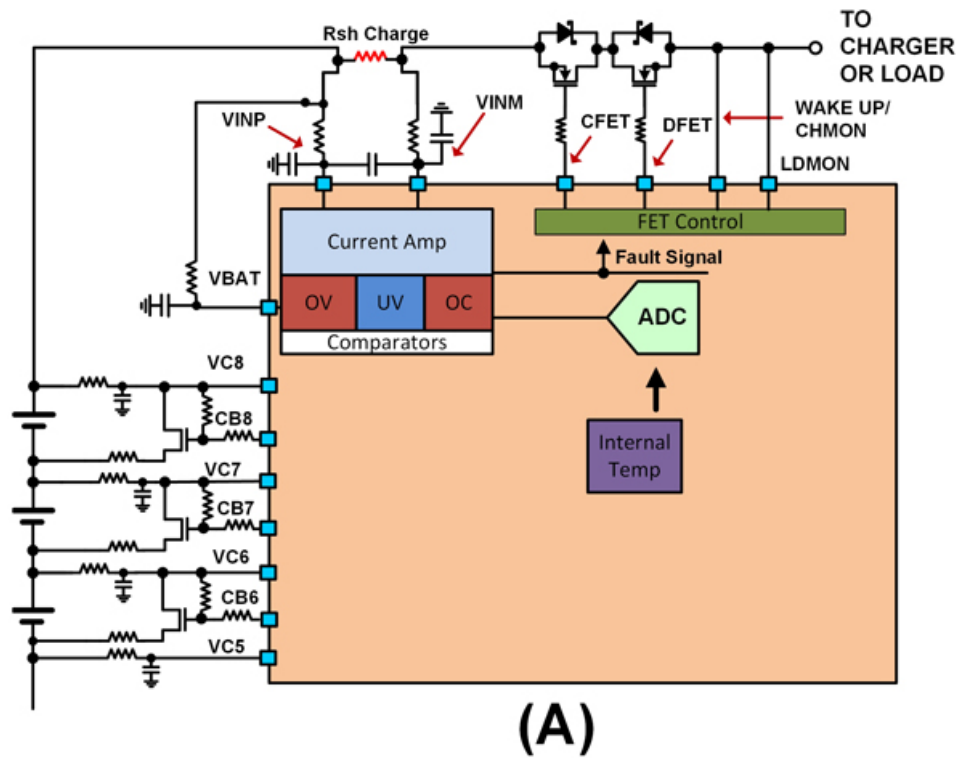 Rsh Charge
TO
CHARGER
OR LOAD
VINP
VINM
CFET
DFET
WAKE UP/
CHMON
LDMON
Current Amp
FET Control
Fault Signal
VBAT
OV
UV
OC
Comparators
ADC
VC8
CB8
Internal
Temp
VC7
CB7
VC6
CB6
VC5
(A)